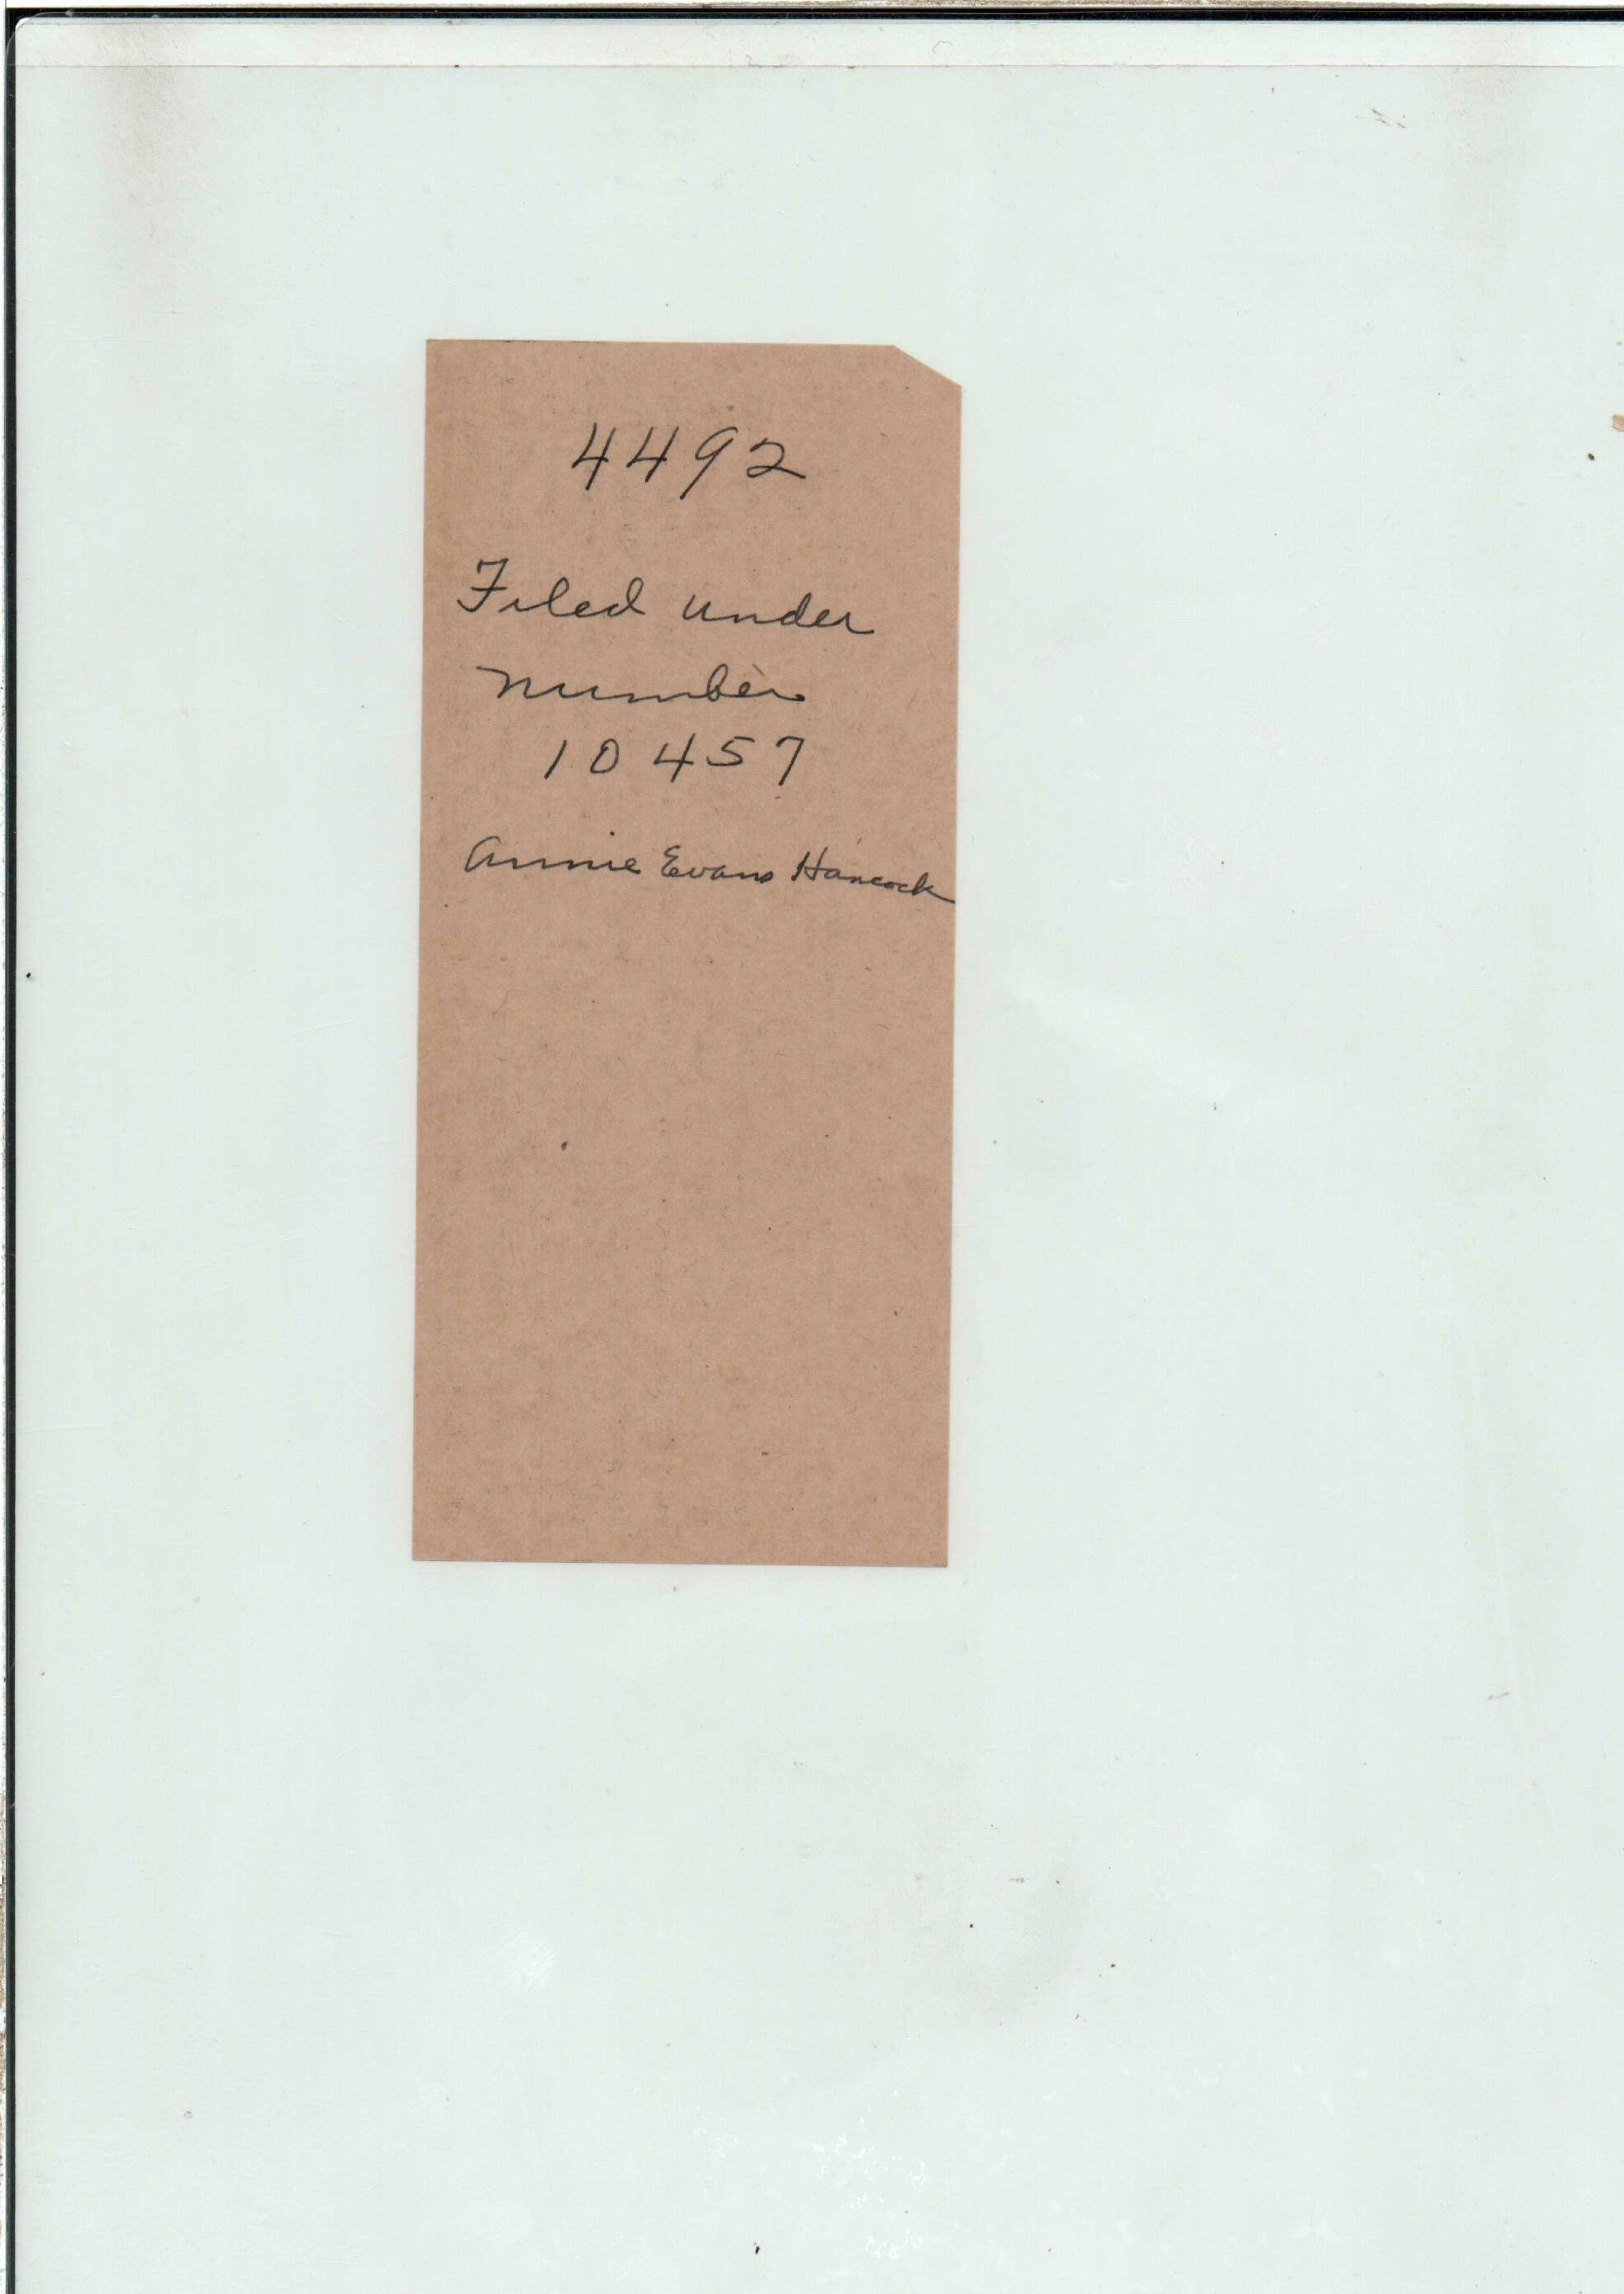 4492
Filed under
number
10457
Annie Evans Hancock